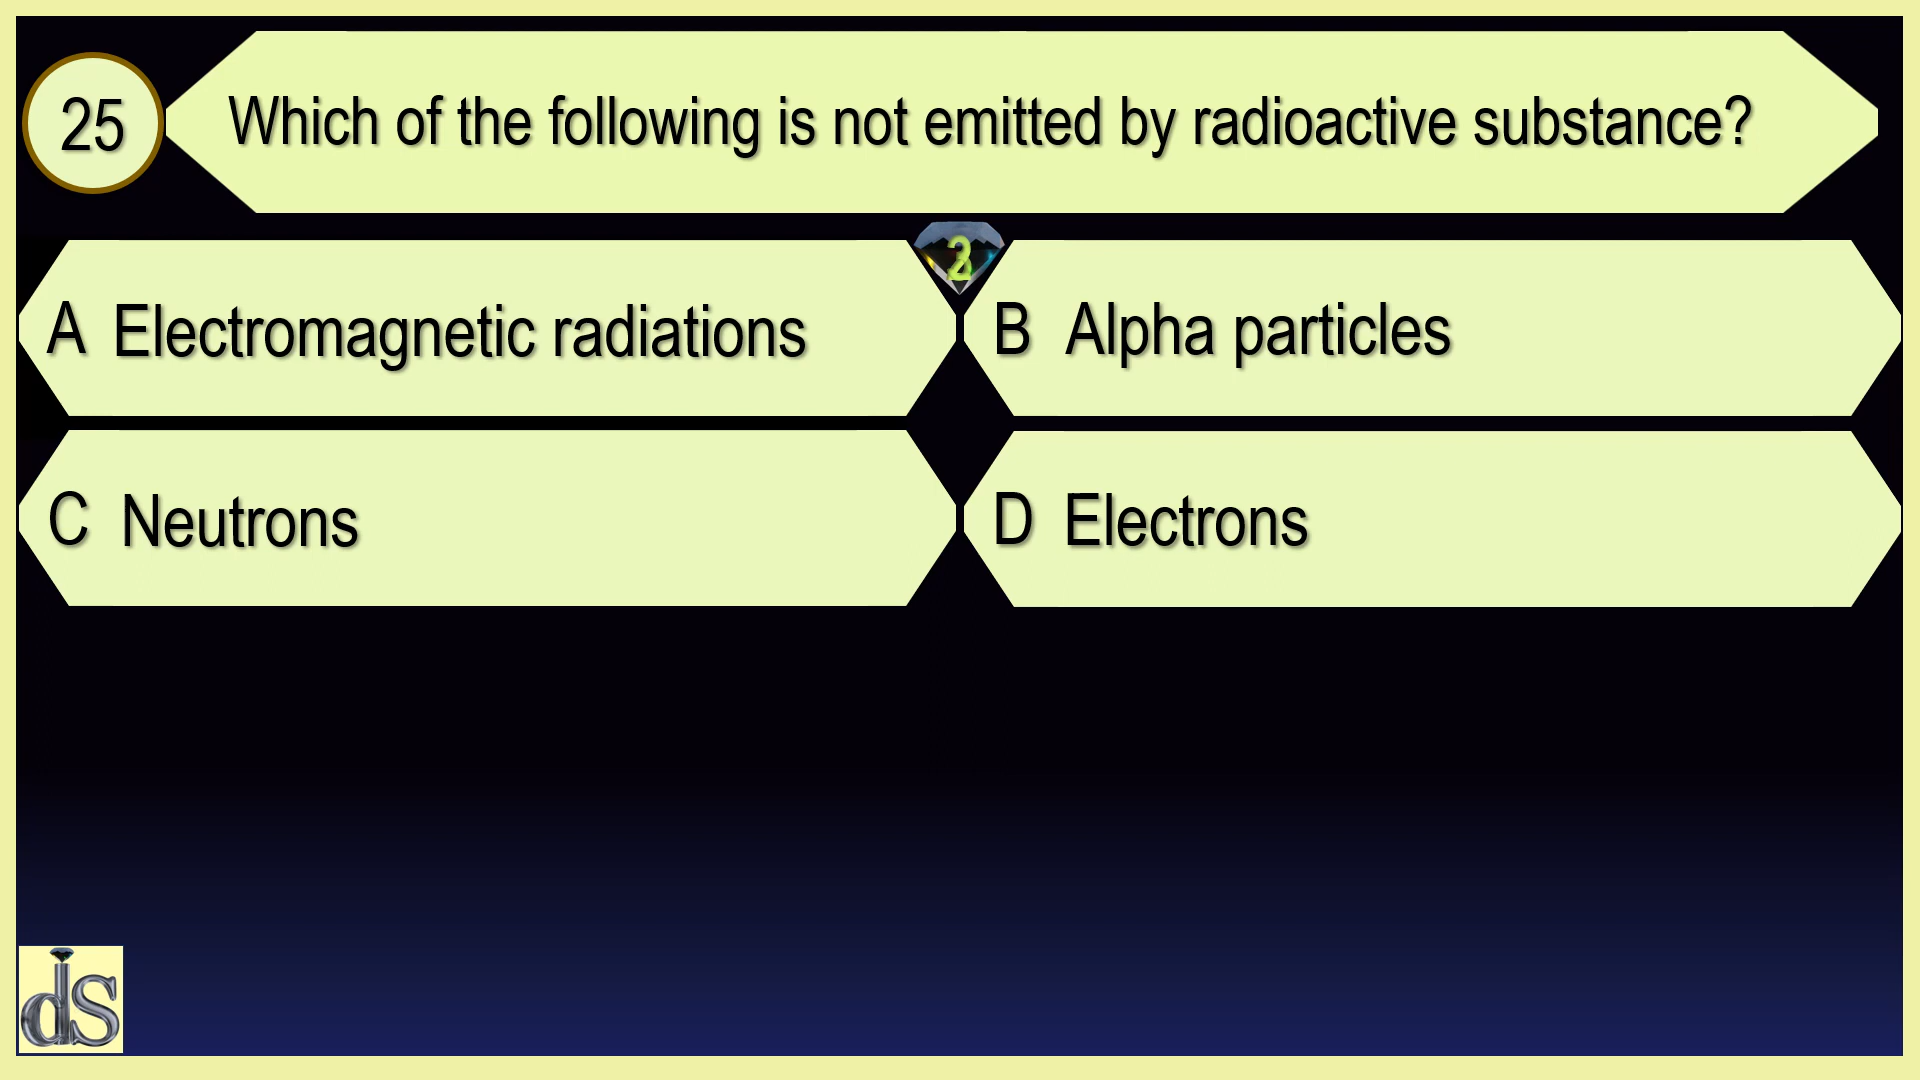 25
Which of the following is not emitted by radioactive substance?
A Electromagnetic radiations
B Alpha particles
C Neutrons
D Electrons
ds